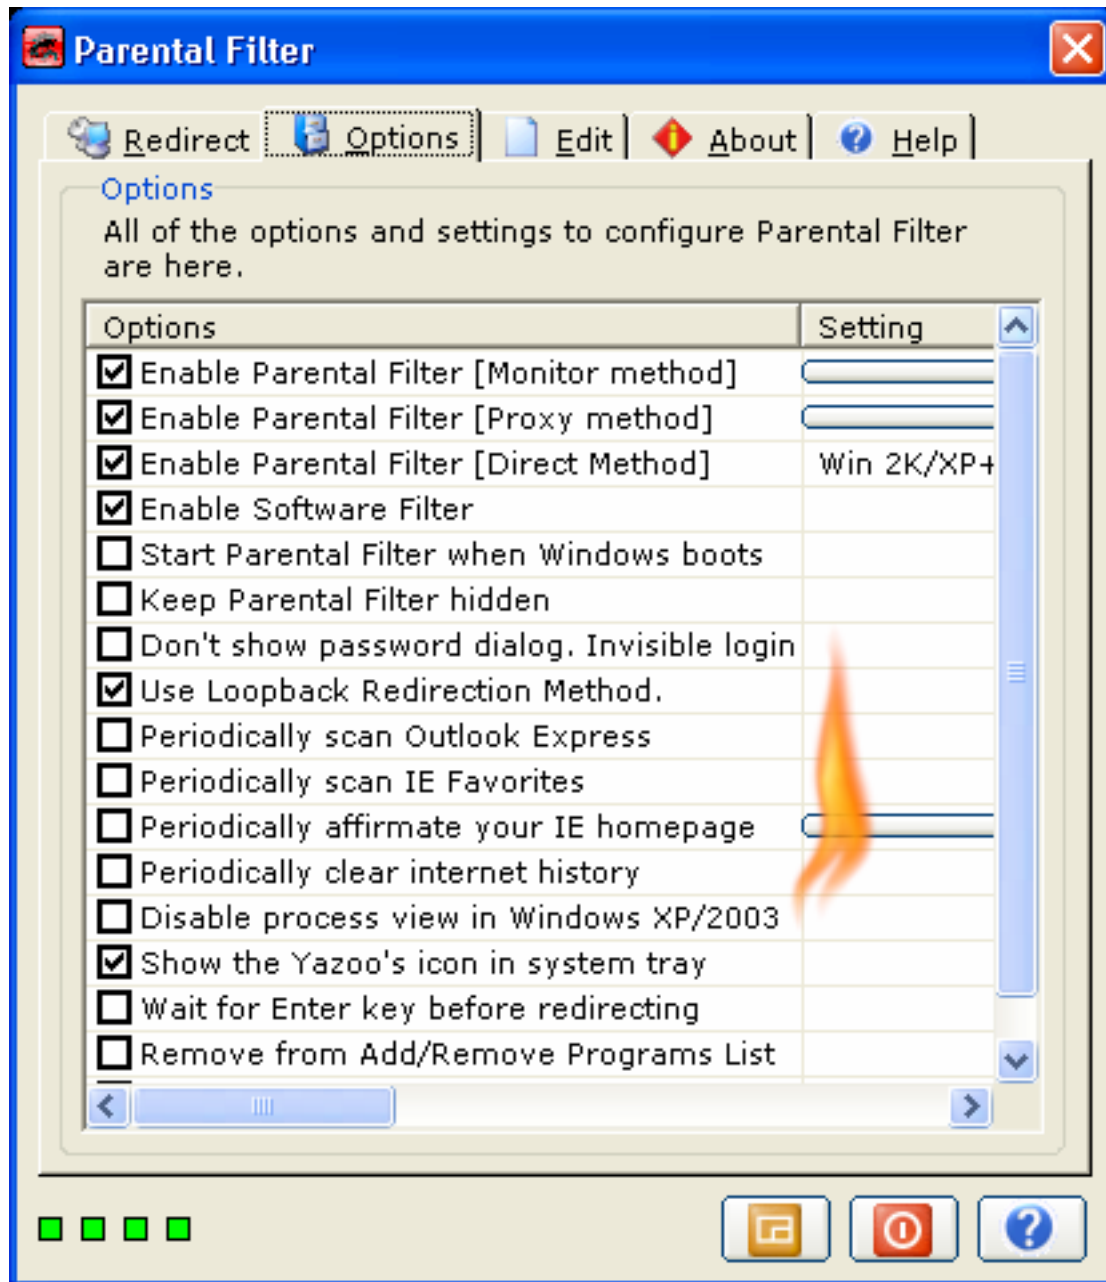 Parental Filter
Redirect
Options
Edit
About
Help
Options
All of the options and settings to configure Parental Filter
are here.
Options Setting
Enable Parental Filter [Monitor method]
Enable Parental Filter [Proxy method]
Enable Parental Filter [Direct Method] Win 2K/XP+
Enable Software Filter
Start Parental Filter when Windows boots
Keep Parental Filter hidden
Don't show password dialog. Invisible login
Use Loopback Redirection Method.
Periodically scan Outlook Express
Periodically scan IE Favorites
Periodically affirmate your IE homepage
Periodically clear internet history
Disable process view in Windows XP/2003
Show the Yazoo's icon in system tray
Wait for Enter key before redirecting
Remove from Add/Remove Programs List